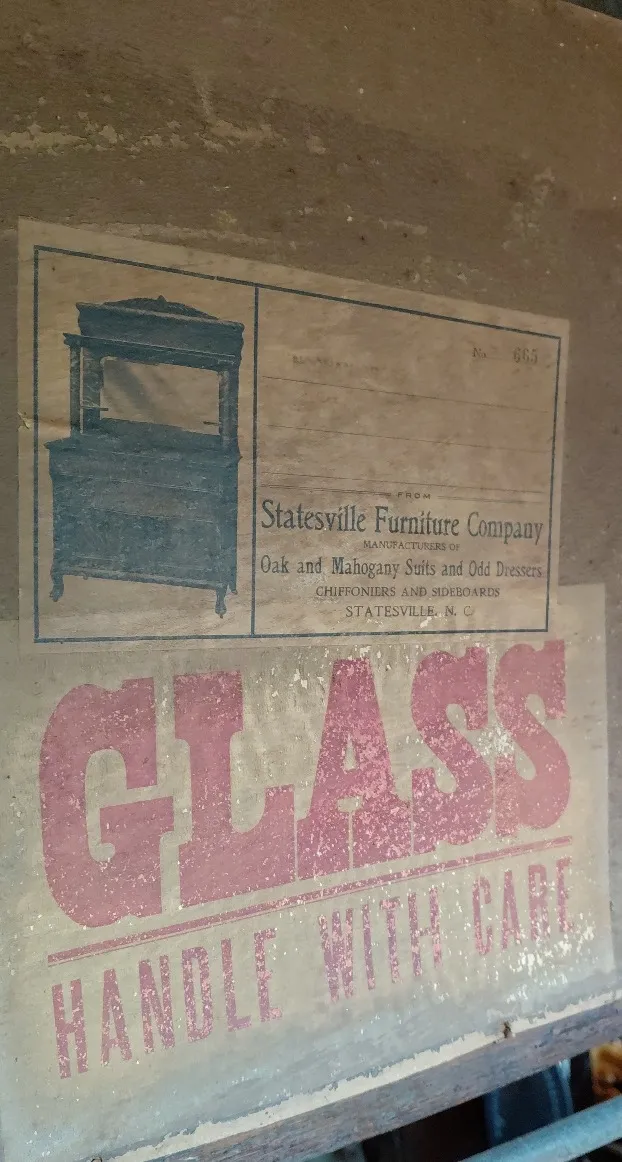 No. 665
FROM
Statesville Furniture Company
MANUFACTURERS OF
Oak and Mahogany Suits and Odd Dressers
CHIFFONIERS AND SIDEBOARDS
STATESVILLE, N. C.
GLASS
HANDLE WITH CARE